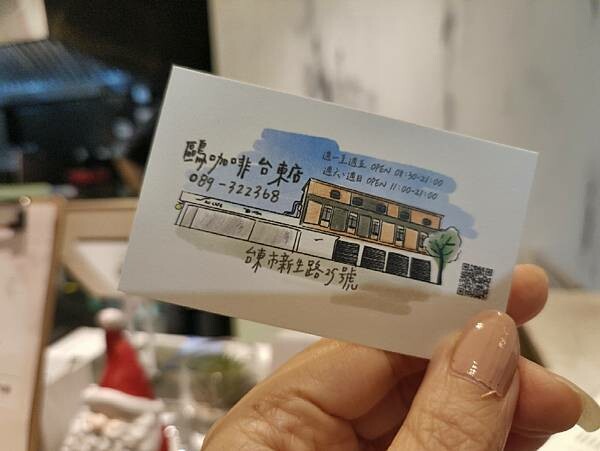 鷗咖啡 台東店
089-322368
週一至週五 OPEN 08:30-21:00
週六、週日 OPEN 11:00-21:00
台東市新生路25號